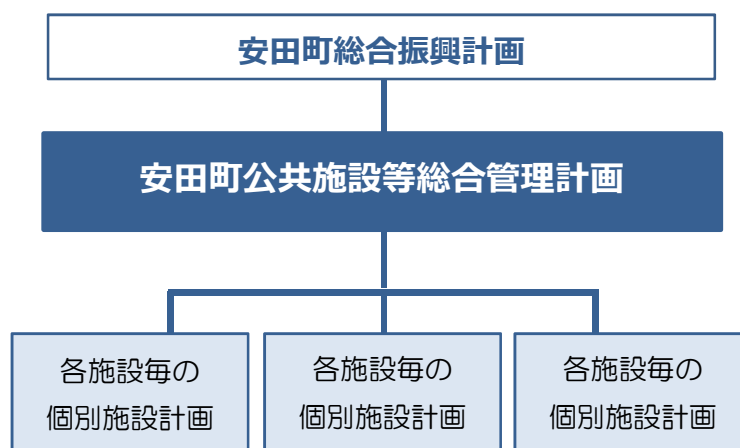 安田町総合振興計画
安田町公共施設等総合管理計画
各施設毎の
個別施設計画
各施設毎の
個別施設計画
各施設毎の
個別施設計画